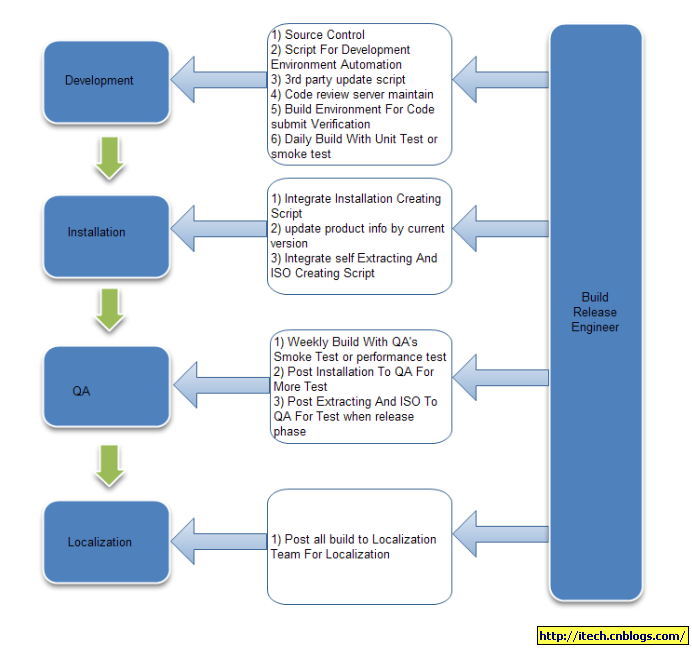 Development
1) Source Control
2) Script For Development
Environment Automation
3) 3rd party update script
4) Code review server maintain
5) Build Environment For Code
submit Verification
6) Daily Build With Unit Test or
smoke test
Installation
1) Integrate Installation Creating
Script
2) update product info by current
version
3) Integrate self Extracting And
ISO Creating Script
Build
Release
Engineer
QA
1) Weekly Build With QA's
Smoke Test or performance test
2) Post Installation To QA For
More Test
3) Post Extracting And ISO To
QA For Test when release
phase
Localization
1) Post all build to Localization
Team For Localization
http://itech.cnblogs.com/